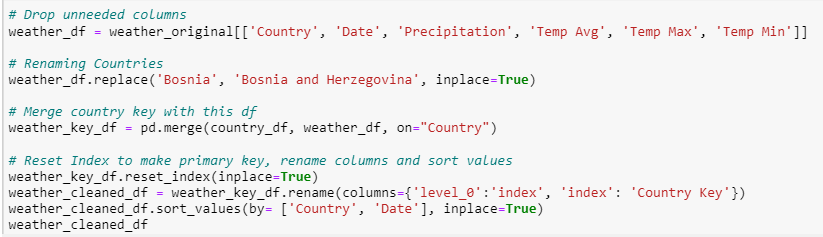 # Drop unneeded columns
weather_df = weather_original[['Country', 'Date', 'Precipitation', 'Temp Avg', 'Temp Max', 'Temp Min']]
# Renaming Countries
weather_df.replace('Bosnia', 'Bosnia and Herzegovina', inplace=True)
# Merge country key with this df
weather_key_df = pd.merge(country_df, weather_df, on="Country")
# Reset Index to make primary key, rename columns and sort values
weather_key_df.reset_index(inplace=True)
weather_cleaned_df = weather_key_df.rename(columns={'level_0':'index', 'index': 'Country Key'})
weather_cleaned_df.sort_values(by= ['Country', 'Date'], inplace=True)
weather_cleaned_df